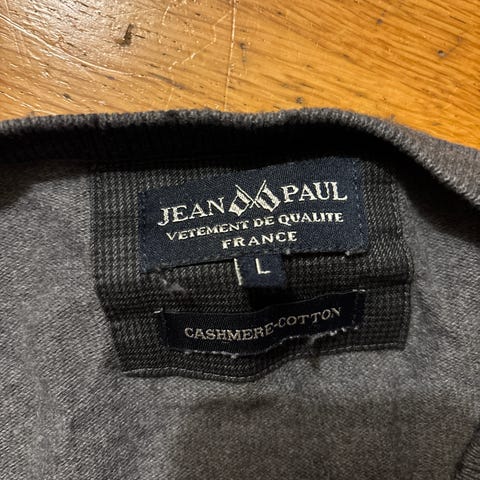 JEAN PAUL
VETEMENT DE QUALITE
FRANCE
L
CASHMERE-COTTON